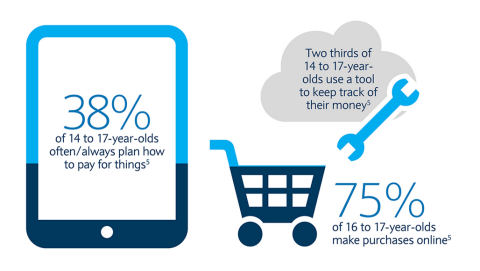 38%
of 14 to 17-year-olds
often/always plan how
to pay for things⁵
Two thirds of
14 to 17-year-
olds use a tool
to keep track of
their money⁵
75%
of 16 to 17-year-olds
make purchases online⁵